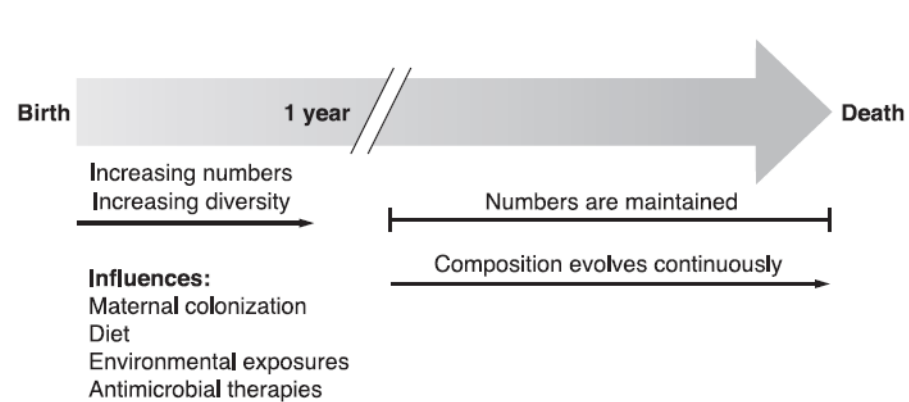 Birth
1 year
Death
Increasing numbers
Increasing diversity
Numbers are maintained
Composition evolves continuously
Influences:
Maternal colonization
Diet
Environmental exposures
Antimicrobial therapies